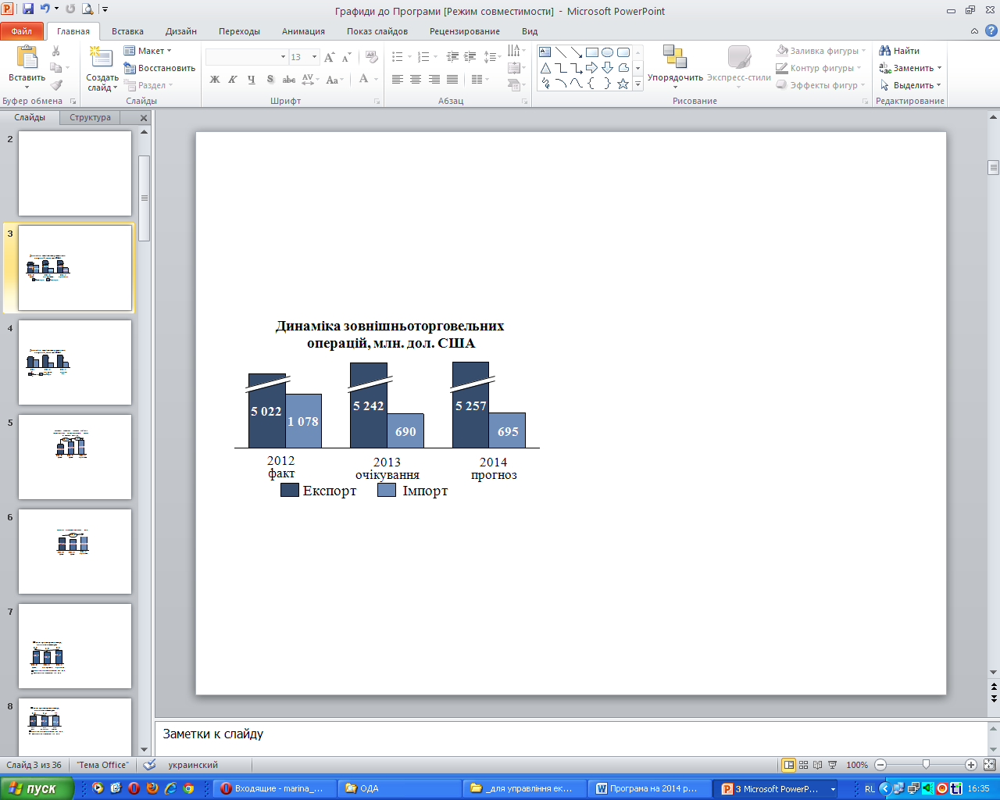 Графиди до Програми [Режим совместимости] - Microsoft PowerPoint
Файл Главная Вставка Дизайн Переходы Анимация Показ слайдов Рецензирование Вид
Вставить
Буфер обмена
Создать слайд
Макет
Восстановить
Раздел
Слайды
13
Ж К Ч S abc AV Aa A
Шрифт
Абзац
Упорядочить
Экспресс-стили
Заливка фигуры
Контур фигуры
Эффекты фигур
Рисование
Найти
Заменить
Выделить
Редактирование
Слайды Структура
2
3
4
5
6
7
8
Динаміка зовнішньоторговельних
операцій, млн. дол. США
5 022 1 078 5 242 690 5 257 695
2012 2013 2014
факт очікування прогноз
Експорт Імпорт
Заметки к слайду
Слайд 3 из 36 "Тема Office" украинский 100%
пуск Входящие - marina_... ОДА _для управління ек... Програма на 2014 р... 3 Microsoft PowerP... RL 16:35